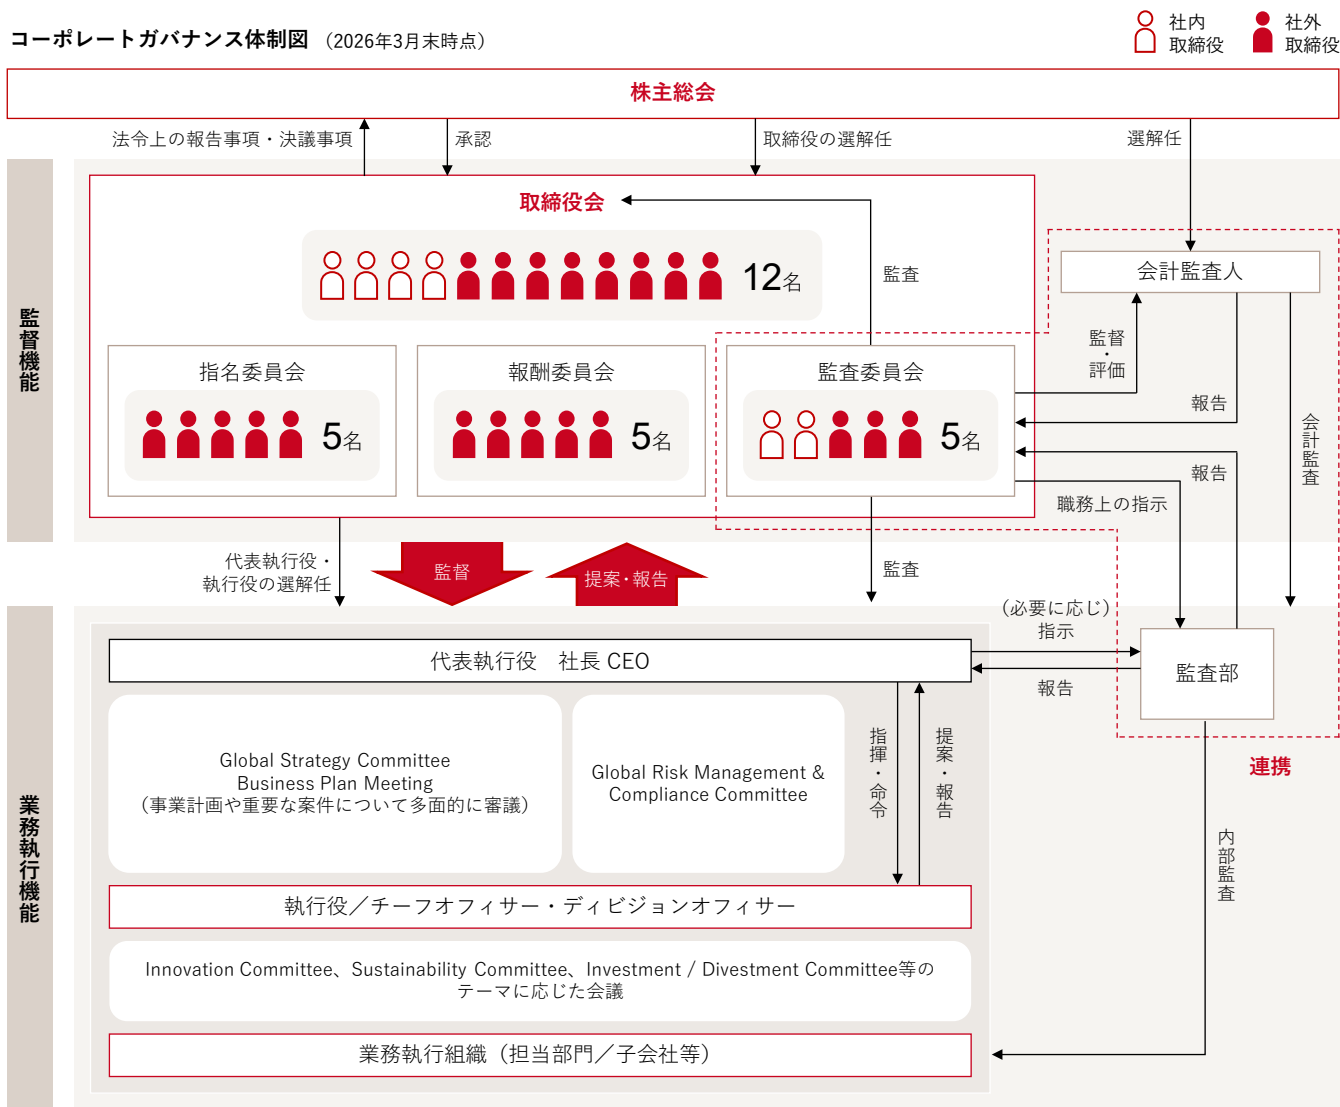 コーポレートガバナンス体制図 (2026年3月末時点)
社内
取締役
社外
取締役
株主総会
法令上の報告事項・決議事項
承認
取締役の選解任
選解任
監督機能
取締役会
12名
監査
会計監査人
監督
・
評価
報告
会計監査
指名委員会
5名
報酬委員会
5名
監査委員会
5名
報告
職務上の指示
代表執行役・
執行役の選解任
監督
提案・報告
監査
(必要に応じ)
指示
報告
監査部
連携
業務執行機能
代表執行役　社長 CEO
Global Strategy Committee
Business Plan Meeting
(事業計画や重要な案件について多面的に審議)
Global Risk Management &
Compliance Committee
指揮・命令
提案・報告
内部監査
執行役／チーフオフィサー・ディビジョンオフィサー
Innovation Committee、Sustainability Committee、Investment / Divestment Committee等の
テーマに応じた会議
業務執行組織（担当部門／子会社等）